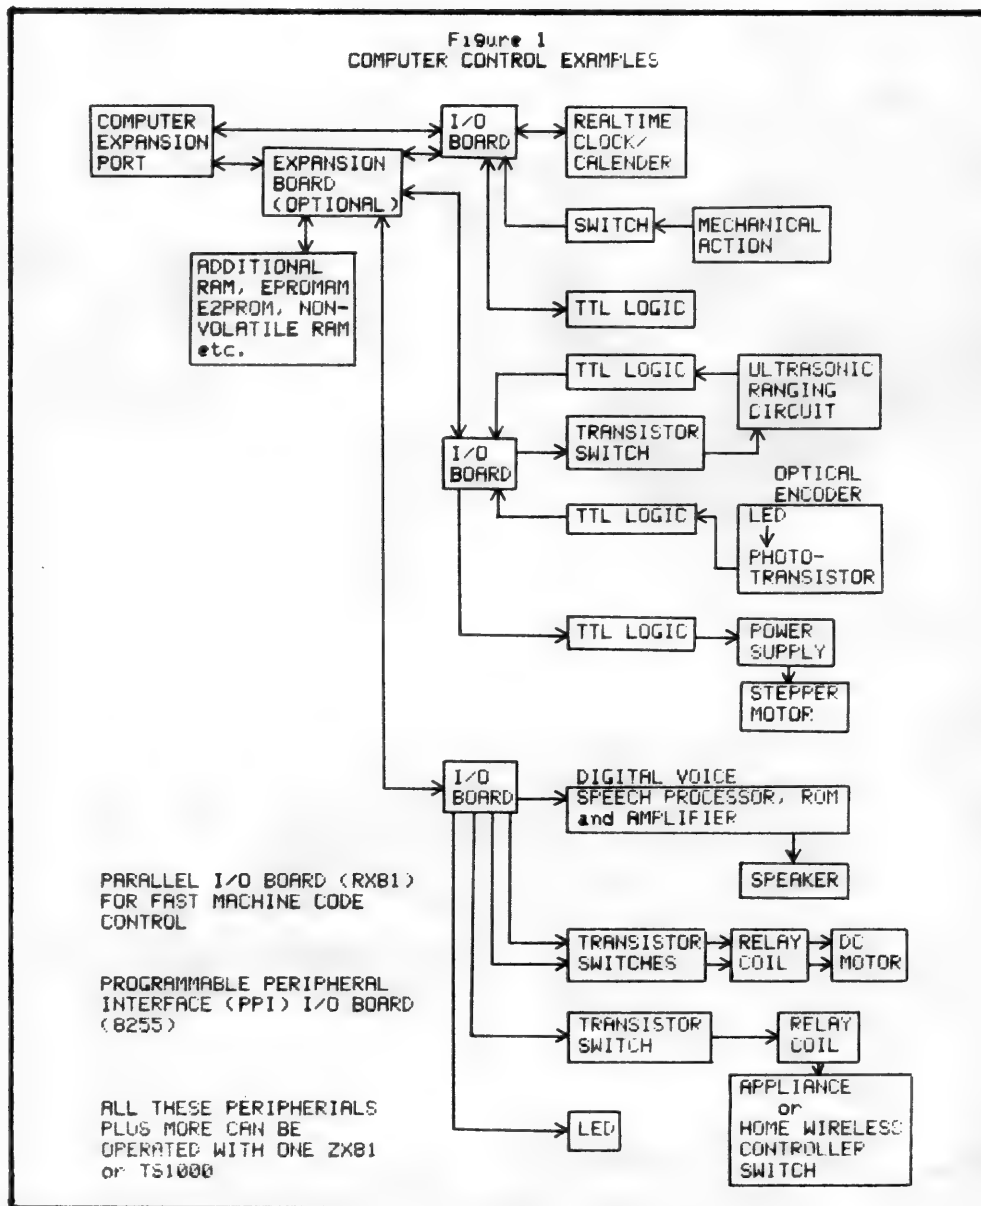 Figure 1
COMPUTER CONTROL EXAMPLES
COMPUTER
EXPANSION
PORT
I/O
BOARD
REALTIME
CLOCK/
CALENDER
EXPANSION
BOARD
(OPTIONAL)
SWITCH
MECHANICAL
ACTION
ADDITIONAL
RAM, EPROMAM
E2PROM, NON-
VOLATILE RAM
etc.
TTL LOGIC
TTL LOGIC
ULTRASONIC
RANGING
CIRCUIT
I/O
BOARD
TRANSISTOR
SWITCH
OPTICAL
ENCODER
TTL LOGIC
LED
PHOTO-
TRANSISTOR
TTL LOGIC
POWER
SUPPLY
STEPPER
MOTOR
I/O
BOARD
DIGITAL VOICE
SPEECH PROCESSOR, ROM
and AMPLIFIER
SPEAKER
PARALLEL I/O BOARD (RX81)
FOR FAST MACHINE CODE
CONTROL
TRANSISTOR
SWITCHES
RELAY
COIL
DC
MOTOR
PROGRAMMABLE PERIPHERAL
INTERFACE (PPI) I/O BOARD
(8255)
TRANSISTOR
SWITCH
RELAY
COIL
APPLIANCE
or
HOME WIRELESS
CONTROLLER
SWITCH
ALL THESE PERIPHERIALS
PLUS MORE CAN BE
OPERATED WITH ONE ZX81
or TS1000
LED